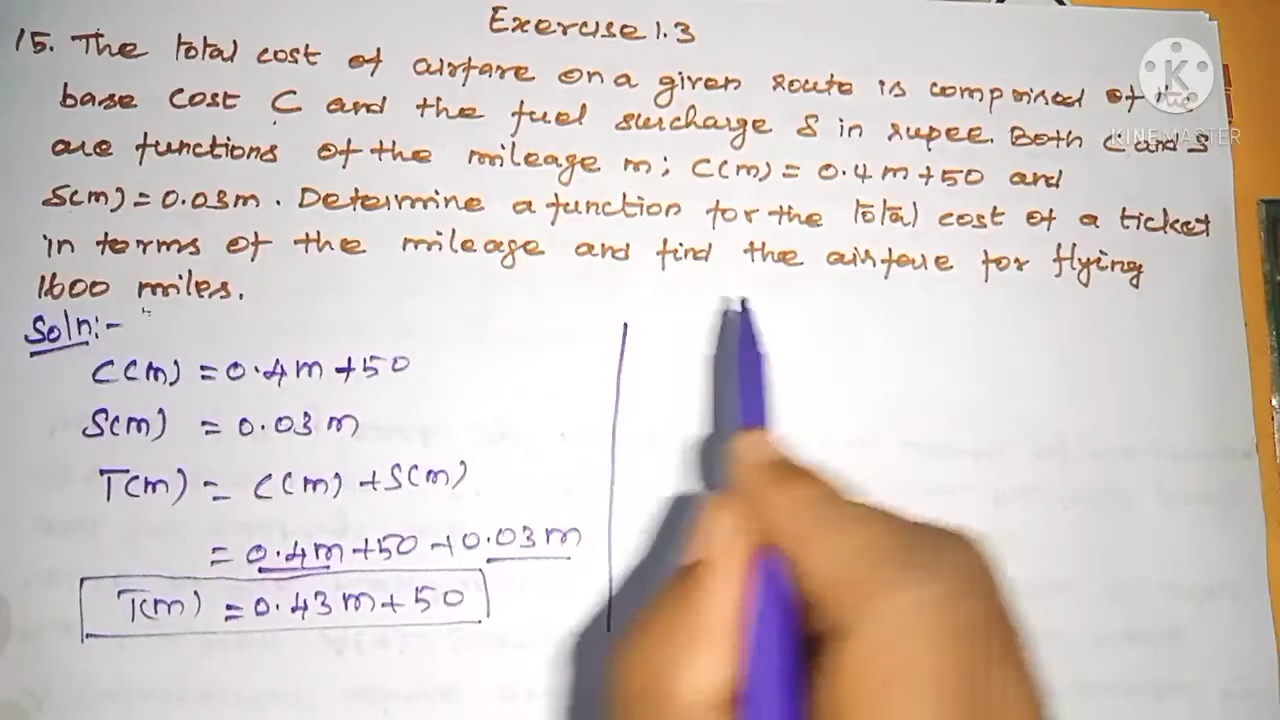 Exercise 1.3
15. The total cost of airfare on a given route is comprised of the
base cost C and the fuel surcharge S in rupee. Both C and S
are functions of the mileage m; C(m) = 0.4m+50 and
S(m) = 0.03m. Determine a function for the total cost of a ticket
in terms of the mileage and find the airfare for flying
1600 miles.
Soln:-
C(m) = 0.4m+50
S(m) = 0.03m
T(m) = C(m)+S(m)
= 0.4m+50+0.03m
T(m) = 0.43m+50
K
KINEMASTER